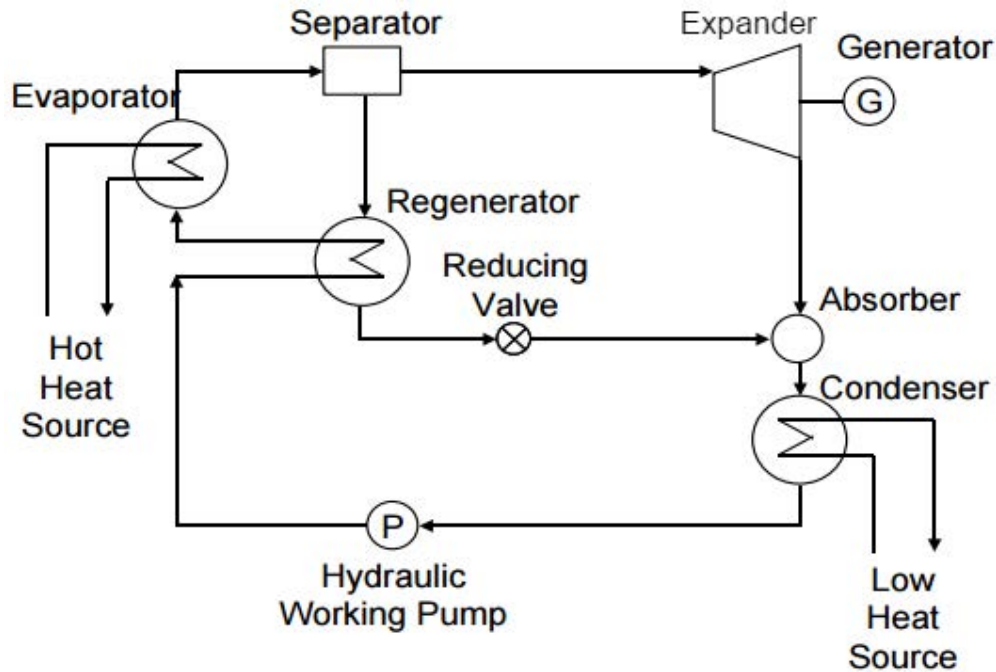 Separator
Expander
Generator
Evaporator
G
Regenerator
Reducing
Valve
Absorber
Hot
Heat
Source
Condenser
P
Hydraulic
Working Pump
Low
Heat
Source